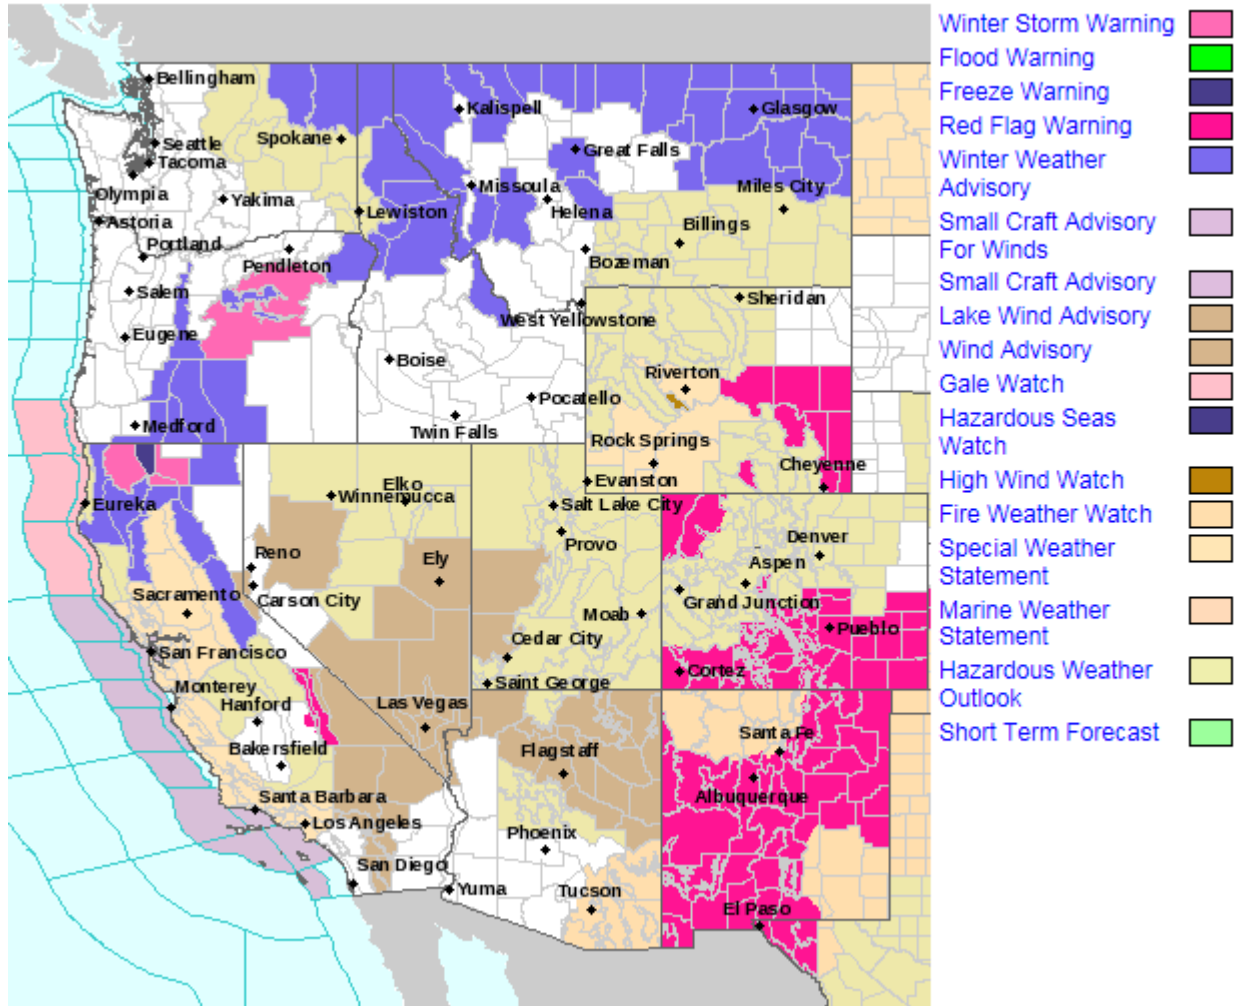 Bellingham
Kalispell
Glasgow
Spokane
Seattle
Great Falls
Tacoma
Olympia
Missoula
Miles City
Yakima
Lewiston
Helena
Astoria
Billings
Portland
Pendleton
Bozeman
Salem
Sheridan
West Yellowstone
Eugene
Boise
Riverton
Pocatello
Medford
Twin Falls
Rock Springs
Cheyenne
Elko
Evanston
Winnemucca
Eureka
Salt Lake City
Provo
Denver
Reno
Ely
Aspen
Sacramento
Carson City
Grand Junction
Moab
Pueblo
Cedar City
San Francisco
Cortez
Saint George
Monterey
Hanford
Las Vegas
Santa Fe
Bakersfield
Flagstaff
Albuquerque
Santa Barbara
Los Angeles
Phoenix
San Diego
Yuma
Tucson
El Paso
Winter Storm Warning
Flood Warning
Freeze Warning
Red Flag Warning
Winter Weather
Advisory
Small Craft Advisory
For Winds
Small Craft Advisory
Lake Wind Advisory
Wind Advisory
Gale Watch
Hazardous Seas
Watch
High Wind Watch
Fire Weather Watch
Special Weather
Statement
Marine Weather
Statement
Hazardous Weather
Outlook
Short Term Forecast